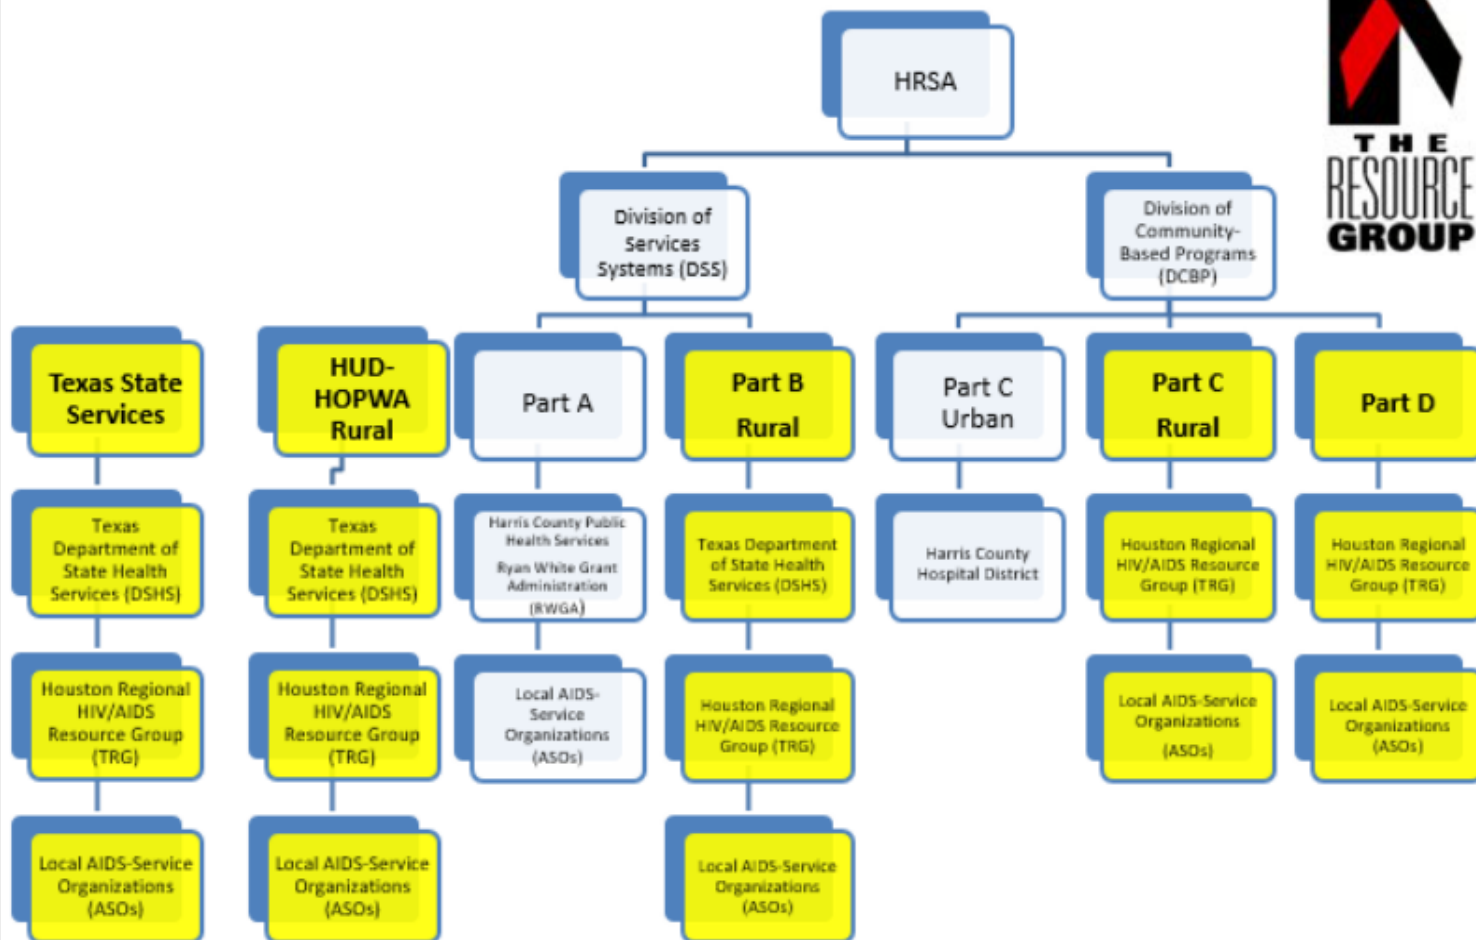 HRSA
THE
RESOURCE
GROUP
Division of
Services
Systems (DSS)
Division of
Community-
Based Programs
(DCBP)
Texas State
Services
HUD-
HOPWA
Rural
Part A
Part B
Rural
Part C
Urban
Part C
Rural
Part D
Texas
Department of
State Health
Services (DSHS)
Texas
Department of
State Health
Services (DSHS)
Harris County Public
Health Services
Ryan White Grant
Administration
(RWGA)
Texas Department
of State Health
Services (DSHS)
Harris County
Hospital District
Houston Regional
HIV/AIDS Resource
Group (TRG)
Houston Regional
HIV/AIDS Resource
Group (TRG)
Houston Regional
HIV/AIDS
Resource Group
(TRG)
Houston Regional
HIV/AIDS
Resource Group
(TRG)
Local AIDS-
Service
Organizations
(ASOs)
Houston Regional
HIV/AIDS Resource
Group (TRG)
Local AIDS-Service
Organizations
(ASOs)
Local AIDS-Service
Organizations
(ASOs)
Local AIDS-Service
Organizations
(ASOs)
Local AIDS-Service
Organizations
(ASOs)
Local AIDS-Service
Organizations
(ASOs)